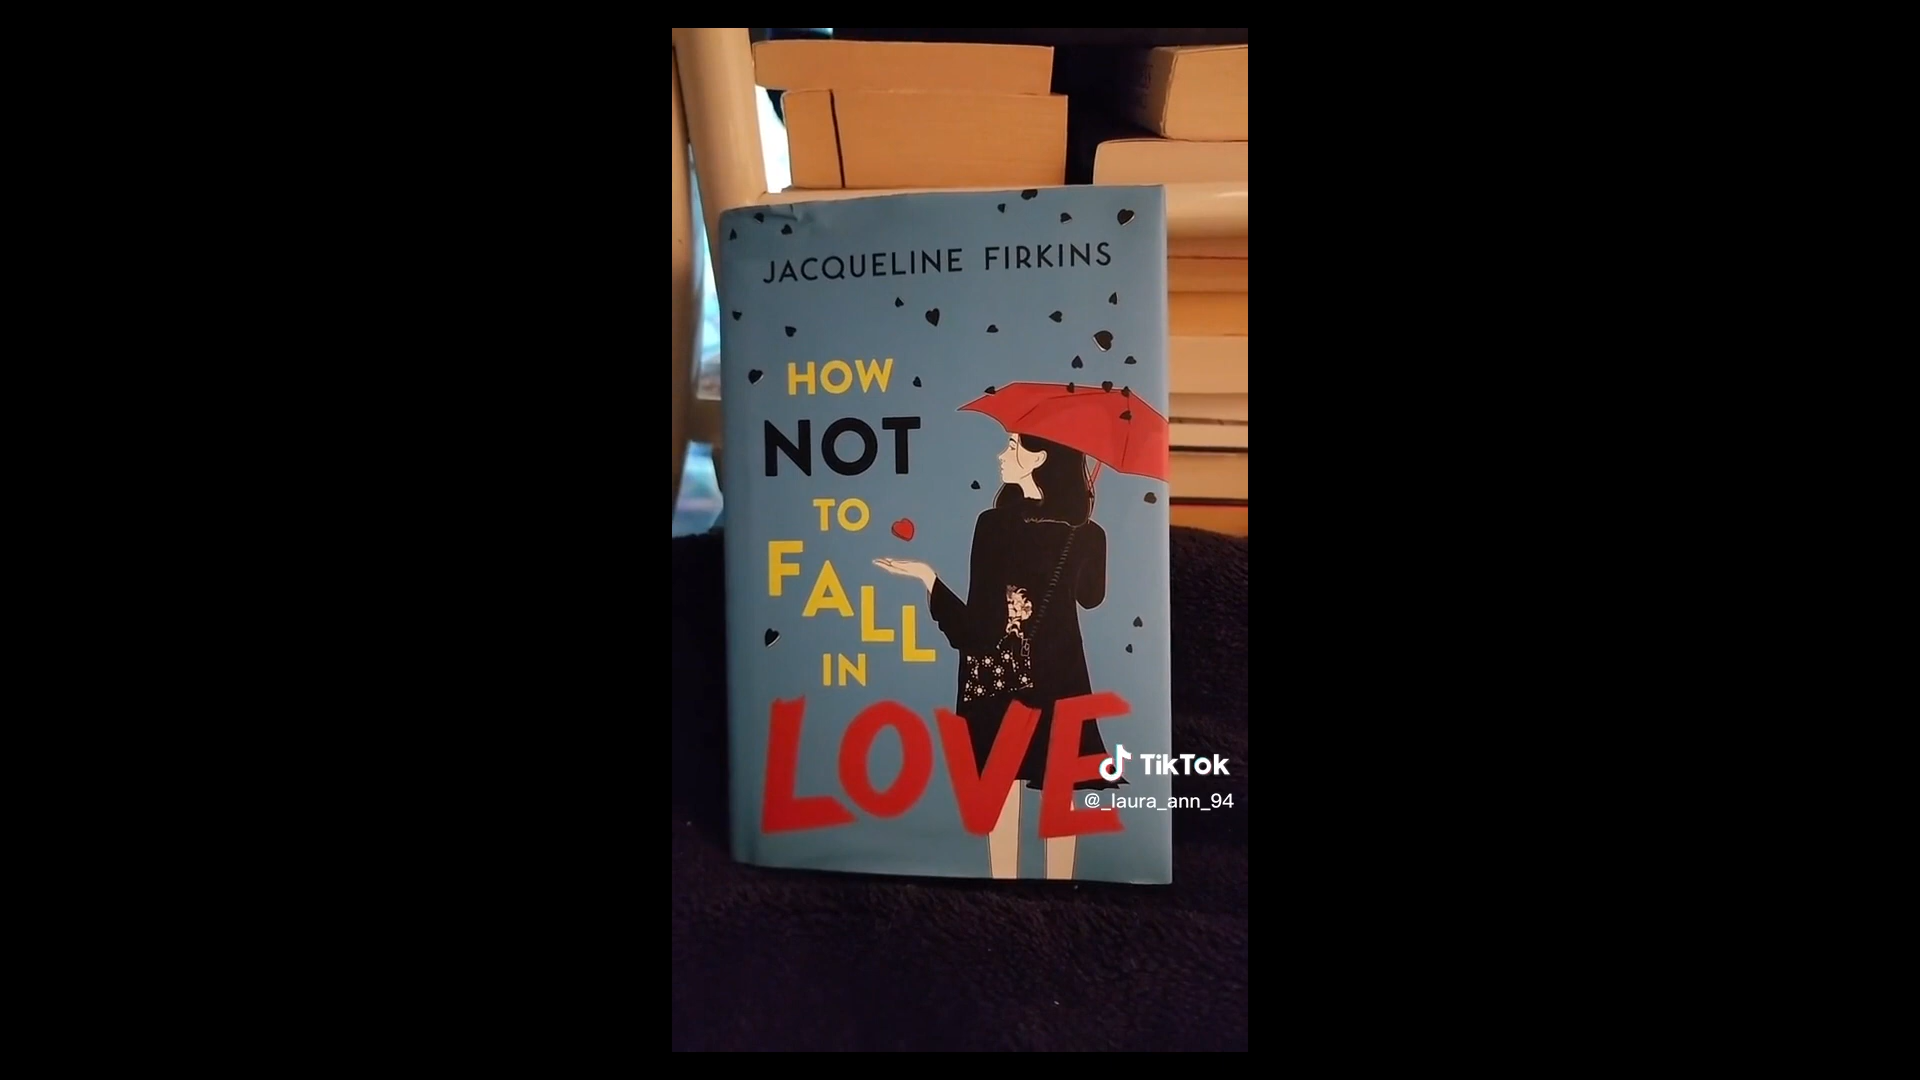 JACQUELINE FIRKINS
HOW
NOT
TO
FALL
IN
LOVE
TikTok
@_laura_ann_94